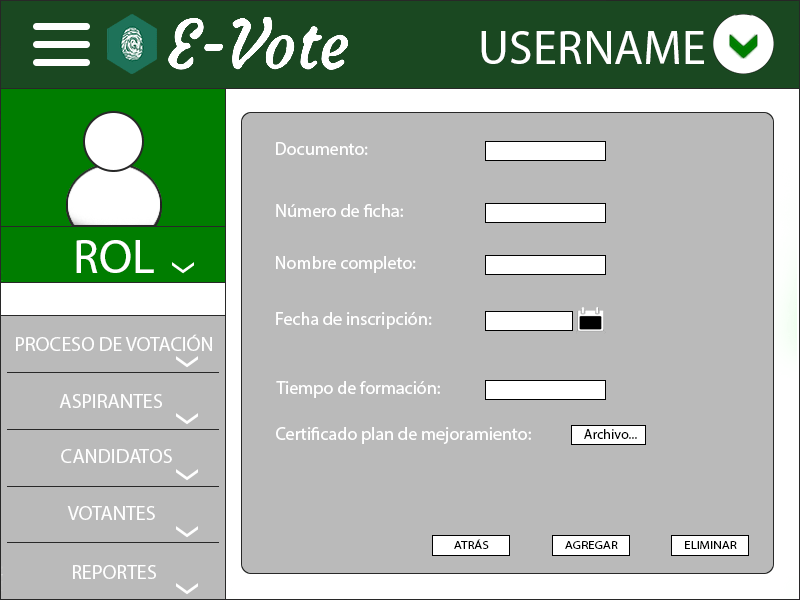 E-Vote
USERNAME
ROL
PROCESO DE VOTACIÓN
ASPIRANTES
CANDIDATOS
VOTANTES
REPORTES
Documento:
Número de ficha:
Nombre completo:
Fecha de inscripción:
Tiempo de formación:
Certificado plan de mejoramiento:
Archivo...
ATRÁS
AGREGAR
ELIMINAR